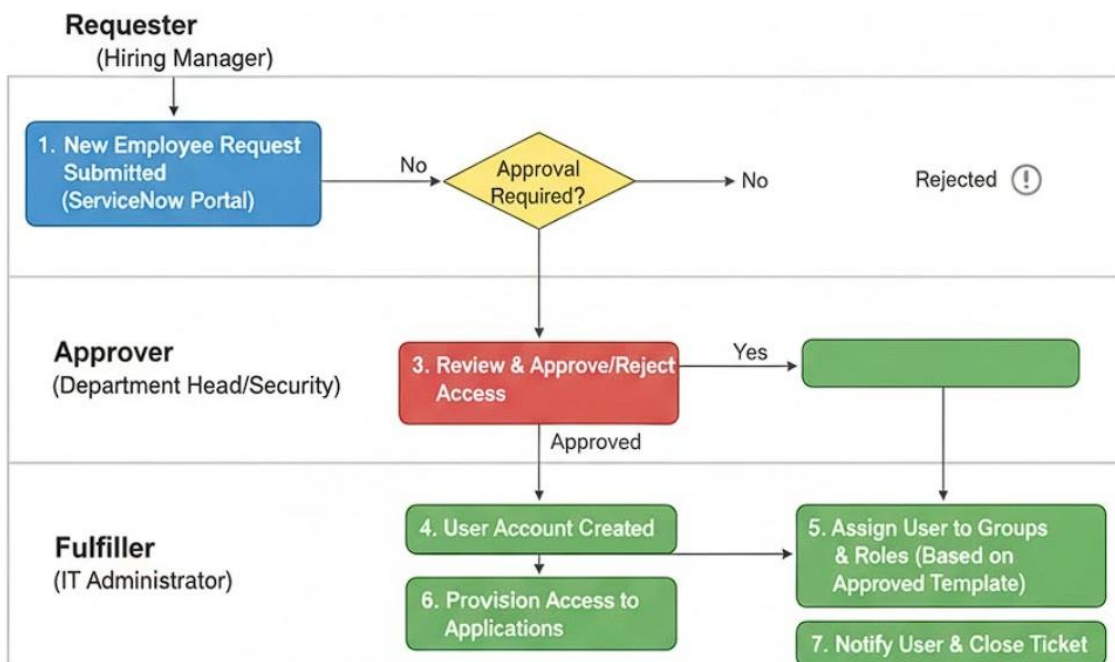 Requester
(Hiring Manager)
1. New Employee Request
Submitted
(ServiceNow Portal)
No
Approval
Required?
No
Rejected
Approver
(Department Head/Security)
3. Review & Approve/Reject
Access
Yes
Approved
Fulfiller
(IT Administrator)
4. User Account Created
6. Provision Access to
Applications
5. Assign User to Groups
& Roles (Based on
Approved Template)
7. Notify User & Close Ticket